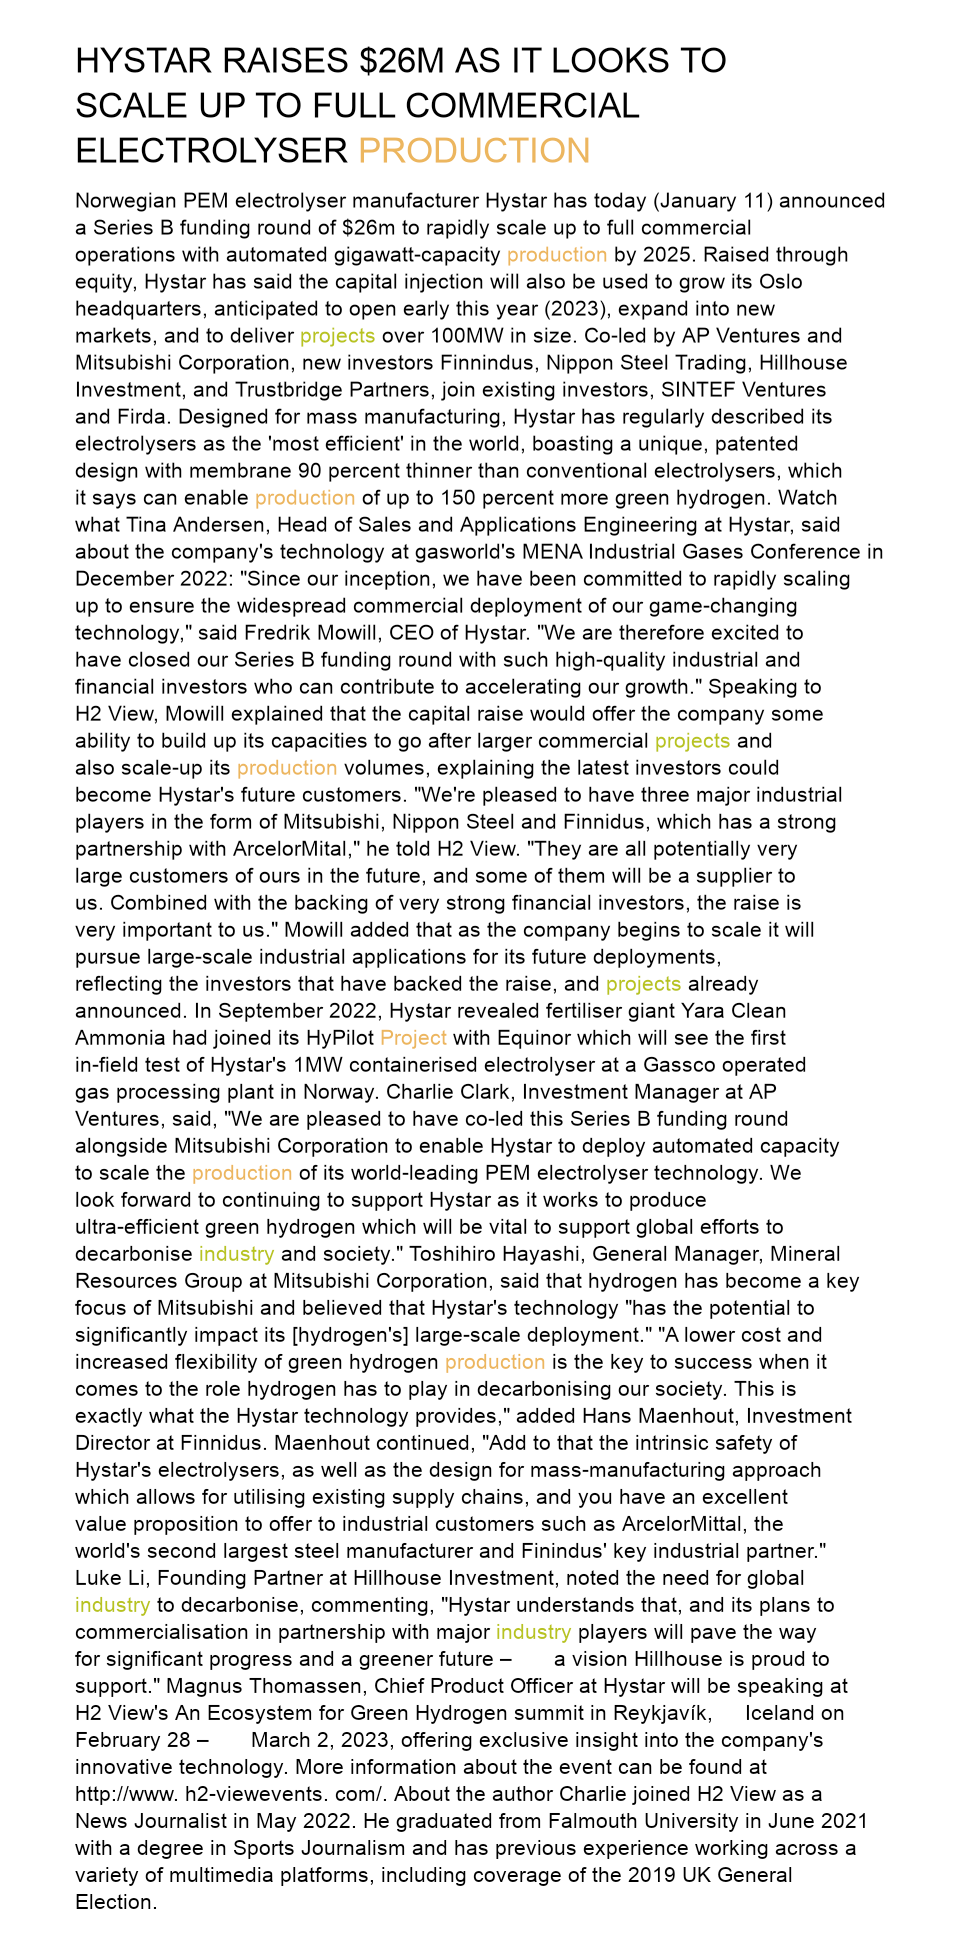 HYSTAR RAISES $26M AS IT LOOKS TO
SCALE UP TO FULL COMMERCIAL
ELECTROLYSER PRODUCTION
Norwegian PEM electrolyser manufacturer Hystar has today (January 11) announced
a Series B funding round of $26m to rapidly scale up to full commercial
operations with automated gigawatt-capacity production by 2025. Raised through
equity, Hystar has said the capital injection will also be used to grow its Oslo
headquarters, anticipated to open early this year (2023), expand into new
markets, and to deliver projects over 100MW in size. Co-led by AP Ventures and
Mitsubishi Corporation, new investors Finnindus, Nippon Steel Trading, Hillhouse
Investment, and Trustbridge Partners, join existing investors, SINTEF Ventures
and Firda. Designed for mass manufacturing, Hystar has regularly described its
electrolysers as the 'most efficient' in the world, boasting a unique, patented
design with membrane 90 percent thinner than conventional electrolysers, which
it says can enable production of up to 150 percent more green hydrogen. Watch
what Tina Andersen, Head of Sales and Applications Engineering at Hystar, said
about the company's technology at gasworld's MENA Industrial Gases Conference in
December 2022: "Since our inception, we have been committed to rapidly scaling
up to ensure the widespread commercial deployment of our game-changing
technology," said Fredrik Mowill, CEO of Hystar. "We are therefore excited to
have closed our Series B funding round with such high-quality industrial and
financial investors who can contribute to accelerating our growth." Speaking to
H2 View, Mowill explained that the capital raise would offer the company some
ability to build up its capacities to go after larger commercial projects and
also scale-up its production volumes, explaining the latest investors could
become Hystar's future customers. "We're pleased to have three major industrial
players in the form of Mitsubishi, Nippon Steel and Finnidus, which has a strong
partnership with ArcelorMital," he told H2 View. "They are all potentially very
large customers of ours in the future, and some of them will be a supplier to
us. Combined with the backing of very strong financial investors, the raise is
very important to us." Mowill added that as the company begins to scale it will
pursue large-scale industrial applications for its future deployments,
reflecting the investors that have backed the raise, and projects already
announced. In September 2022, Hystar revealed fertiliser giant Yara Clean
Ammonia had joined its HyPilot Project with Equinor which will see the first
in-field test of Hystar's 1MW containerised electrolyser at a Gassco operated
gas processing plant in Norway. Charlie Clark, Investment Manager at AP
Ventures, said, "We are pleased to have co-led this Series B funding round
alongside Mitsubishi Corporation to enable Hystar to deploy automated capacity
to scale the production of its world-leading PEM electrolyser technology. We
look forward to continuing to support Hystar as it works to produce
ultra-efficient green hydrogen which will be vital to support global efforts to
decarbonise industry and society." Toshihiro Hayashi, General Manager, Mineral
Resources Group at Mitsubishi Corporation, said that hydrogen has become a key
focus of Mitsubishi and believed that Hystar's technology "has the potential to
significantly impact its [hydrogen's] large-scale deployment." "A lower cost and
increased flexibility of green hydrogen production is the key to success when it
comes to the role hydrogen has to play in decarbonising our society. This is
exactly what the Hystar technology provides," added Hans Maenhout, Investment
Director at Finnidus. Maenhout continued, "Add to that the intrinsic safety of
Hystar's electrolysers, as well as the design for mass-manufacturing approach
which allows for utilising existing supply chains, and you have an excellent
value proposition to offer to industrial customers such as ArcelorMittal, the
world's second largest steel manufacturer and Finindus' key industrial partner."
Luke Li, Founding Partner at Hillhouse Investment, noted the need for global
industry to decarbonise, commenting, "Hystar understands that, and its plans to
commercialisation in partnership with major industry players will pave the way
for significant progress and a greener future – a vision Hillhouse is proud to
support." Magnus Thomassen, Chief Product Officer at Hystar will be speaking at
H2 View's An Ecosystem for Green Hydrogen summit in Reykjavík, Iceland on
February 28 – March 2, 2023, offering exclusive insight into the company's
innovative technology. More information about the event can be found at
http://www. h2-viewevents. com/. About the author Charlie joined H2 View as a
News Journalist in May 2022. He graduated from Falmouth University in June 2021
with a degree in Sports Journalism and has previous experience working across a
variety of multimedia platforms, including coverage of the 2019 UK General
Election.